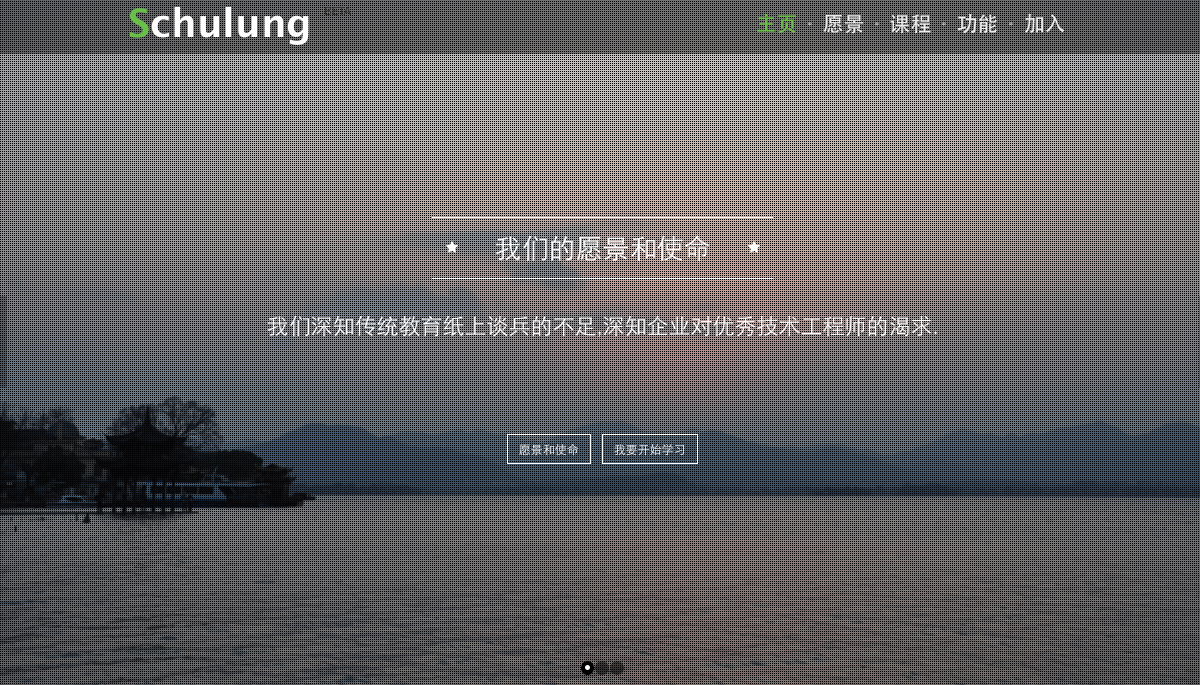 Schulung BETA
主页 · 愿景 · 课程 · 功能 · 加入
★ 我们的愿景和使命 ★
我们深知传统教育纸上谈兵的不足,深知企业对优秀技术工程师的渴求.
愿景和使命 我要开始学习